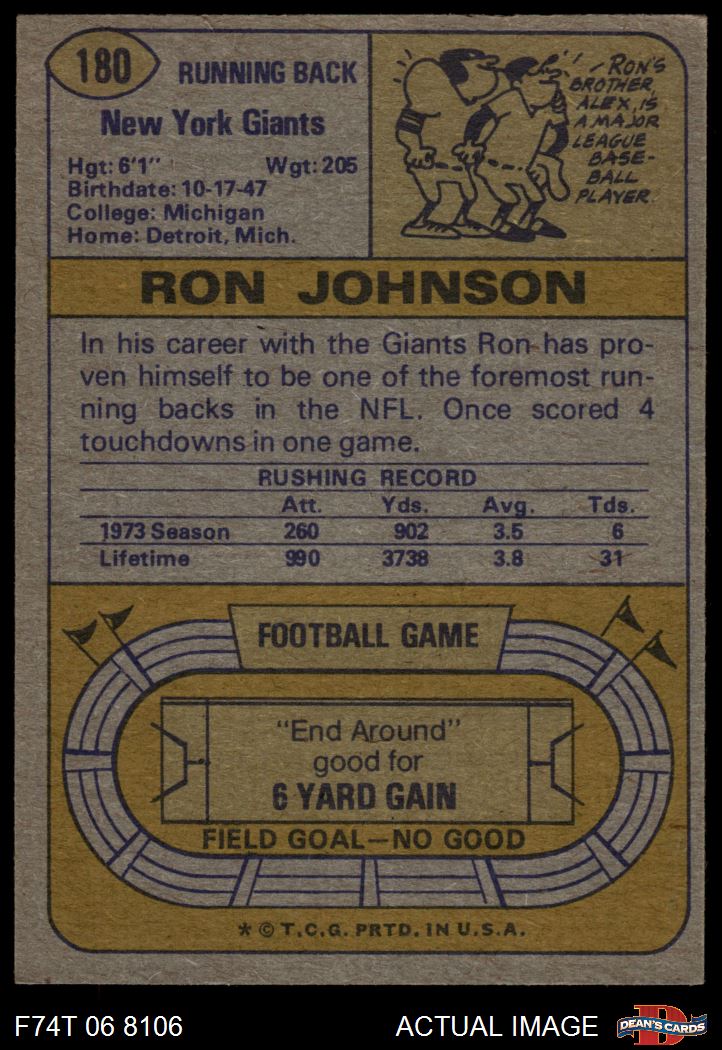 180
RUNNING BACK
New York Giants
Hgt: 6'1" Wgt: 205
Birthdate: 10-17-47
College: Michigan
Home: Detroit, Mich.
RON'S
BROTHER,
ALEX, IS
A MAJOR
LEAGUE
BASE-
BALL
PLAYER.
RON JOHNSON
In his career with the Giants Ron has pro-
ven himself to be one of the foremost run-
ning backs in the NFL. Once scored 4
touchdowns in one game.
RUSHING RECORD
Att. Yds. Avg. Tds.
1973 Season 260 902 3.5 6
Lifetime 990 3738 3.8 31
FOOTBALL GAME
"End Around"
good for
6 YARD GAIN
FIELD GOAL—NO GOOD
* © T.C.G. PRTD. IN U.S.A.
F74T 06 8106 ACTUAL IMAGE
D
DEAN'S CARDS